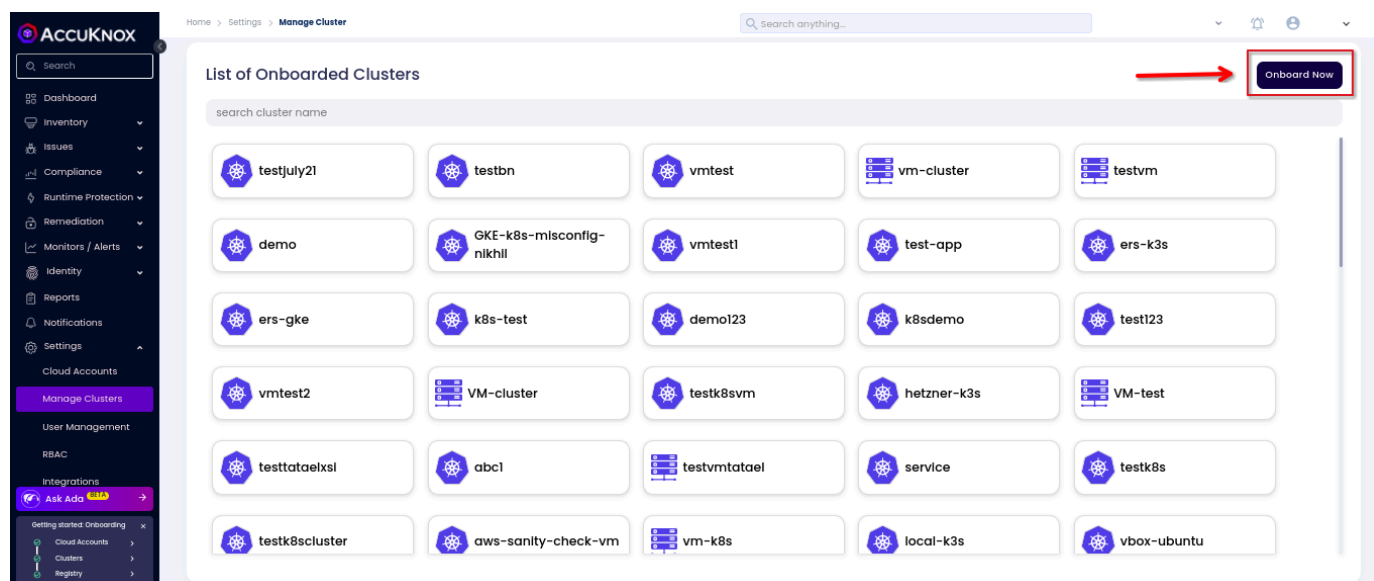 Home > Settings > Manage Cluster
Search anything...
ACCUKNOX
Search
Dashboard
Inventory
Issues
Compliance
Runtime Protection
Remediation
Monitors / Alerts
Identity
Reports
Notifications
Settings
Cloud Accounts
Manage Clusters
User Management
RBAC
Integrations
Ask Ada BETA
Getting started: Onboarding x
Cloud Accounts >
Clusters >
Registry >
List of Onboarded Clusters
Onboard Now
search cluster name
testjuly21 testbn vmtest vm-cluster testvm
demo GKE-k8s-misconfig-nikhil vmtest1 test-app ers-k3s
ers-gke k8s-test demo123 k8sdemo test123
vmtest2 VM-cluster testk8svm hetzner-k3s VM-test
testtataelxsi abc1 testvmtatael service testk8s
testk8scluster aws-sanity-check-vm vm-k8s local-k3s vbox-ubuntu